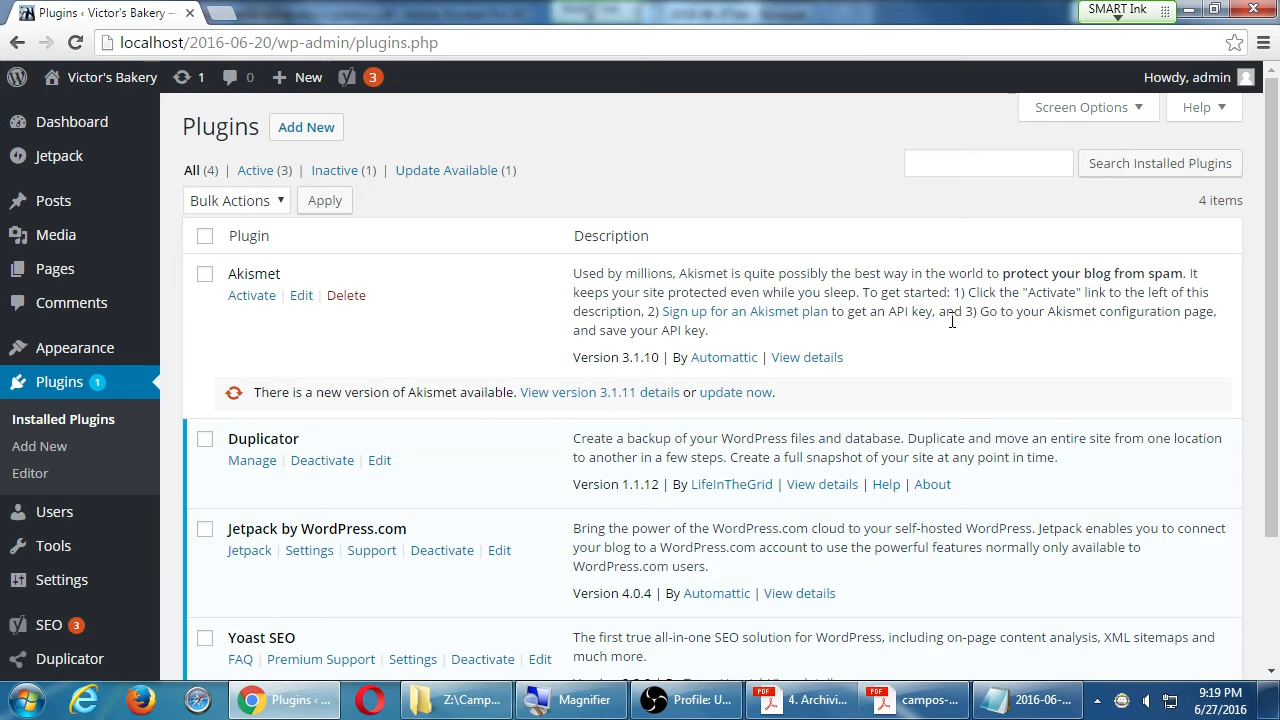 Plugins ‹ Victor's Bakery —
SMART Ink
localhost/2016-06-20/wp-admin/plugins.php
Victor's Bakery 1 0 New 3 Howdy, admin
Screen Options Help
Plugins Add New
All (4) | Active (3) | Inactive (1) | Update Available (1)
Search Installed Plugins
Bulk Actions Apply 4 items
Dashboard
Jetpack
Posts
Media
Pages
Comments
Appearance
Plugins 1
Installed Plugins
Add New
Editor
Users
Tools
Settings
SEO 3
Duplicator
Plugin Description
Akismet
Activate | Edit | Delete
Used by millions, Akismet is quite possibly the best way in the world to protect your blog from spam. It
keeps your site protected even while you sleep. To get started: 1) Click the "Activate" link to the left of this
description, 2) Sign up for an Akismet plan to get an API key, and 3) Go to your Akismet configuration page,
and save your API key.
Version 3.1.10 | By Automattic | View details
There is a new version of Akismet available. View version 3.1.11 details or update now.
Duplicator
Manage | Deactivate | Edit
Create a backup of your WordPress files and database. Duplicate and move an entire site from one location
to another in a few steps. Create a full snapshot of your site at any point in time.
Version 1.1.12 | By LifeInTheGrid | View details | Help | About
Jetpack by WordPress.com
Jetpack | Settings | Support | Deactivate | Edit
Bring the power of the WordPress.com cloud to your self-hosted WordPress. Jetpack enables you to connect
your blog to a WordPress.com account to use the powerful features normally only available to
WordPress.com users.
Version 4.0.4 | By Automattic | View details
Yoast SEO
FAQ | Premium Support | Settings | Deactivate | Edit
The first true all-in-one SEO solution for WordPress, including on-page content analysis, XML sitemaps and
much more.
Plugins ‹ ... Z:\Camp... Magnifier Profile: U... 4. Archivi... campos-... 2016-06-...
9:19 PM
6/27/2016